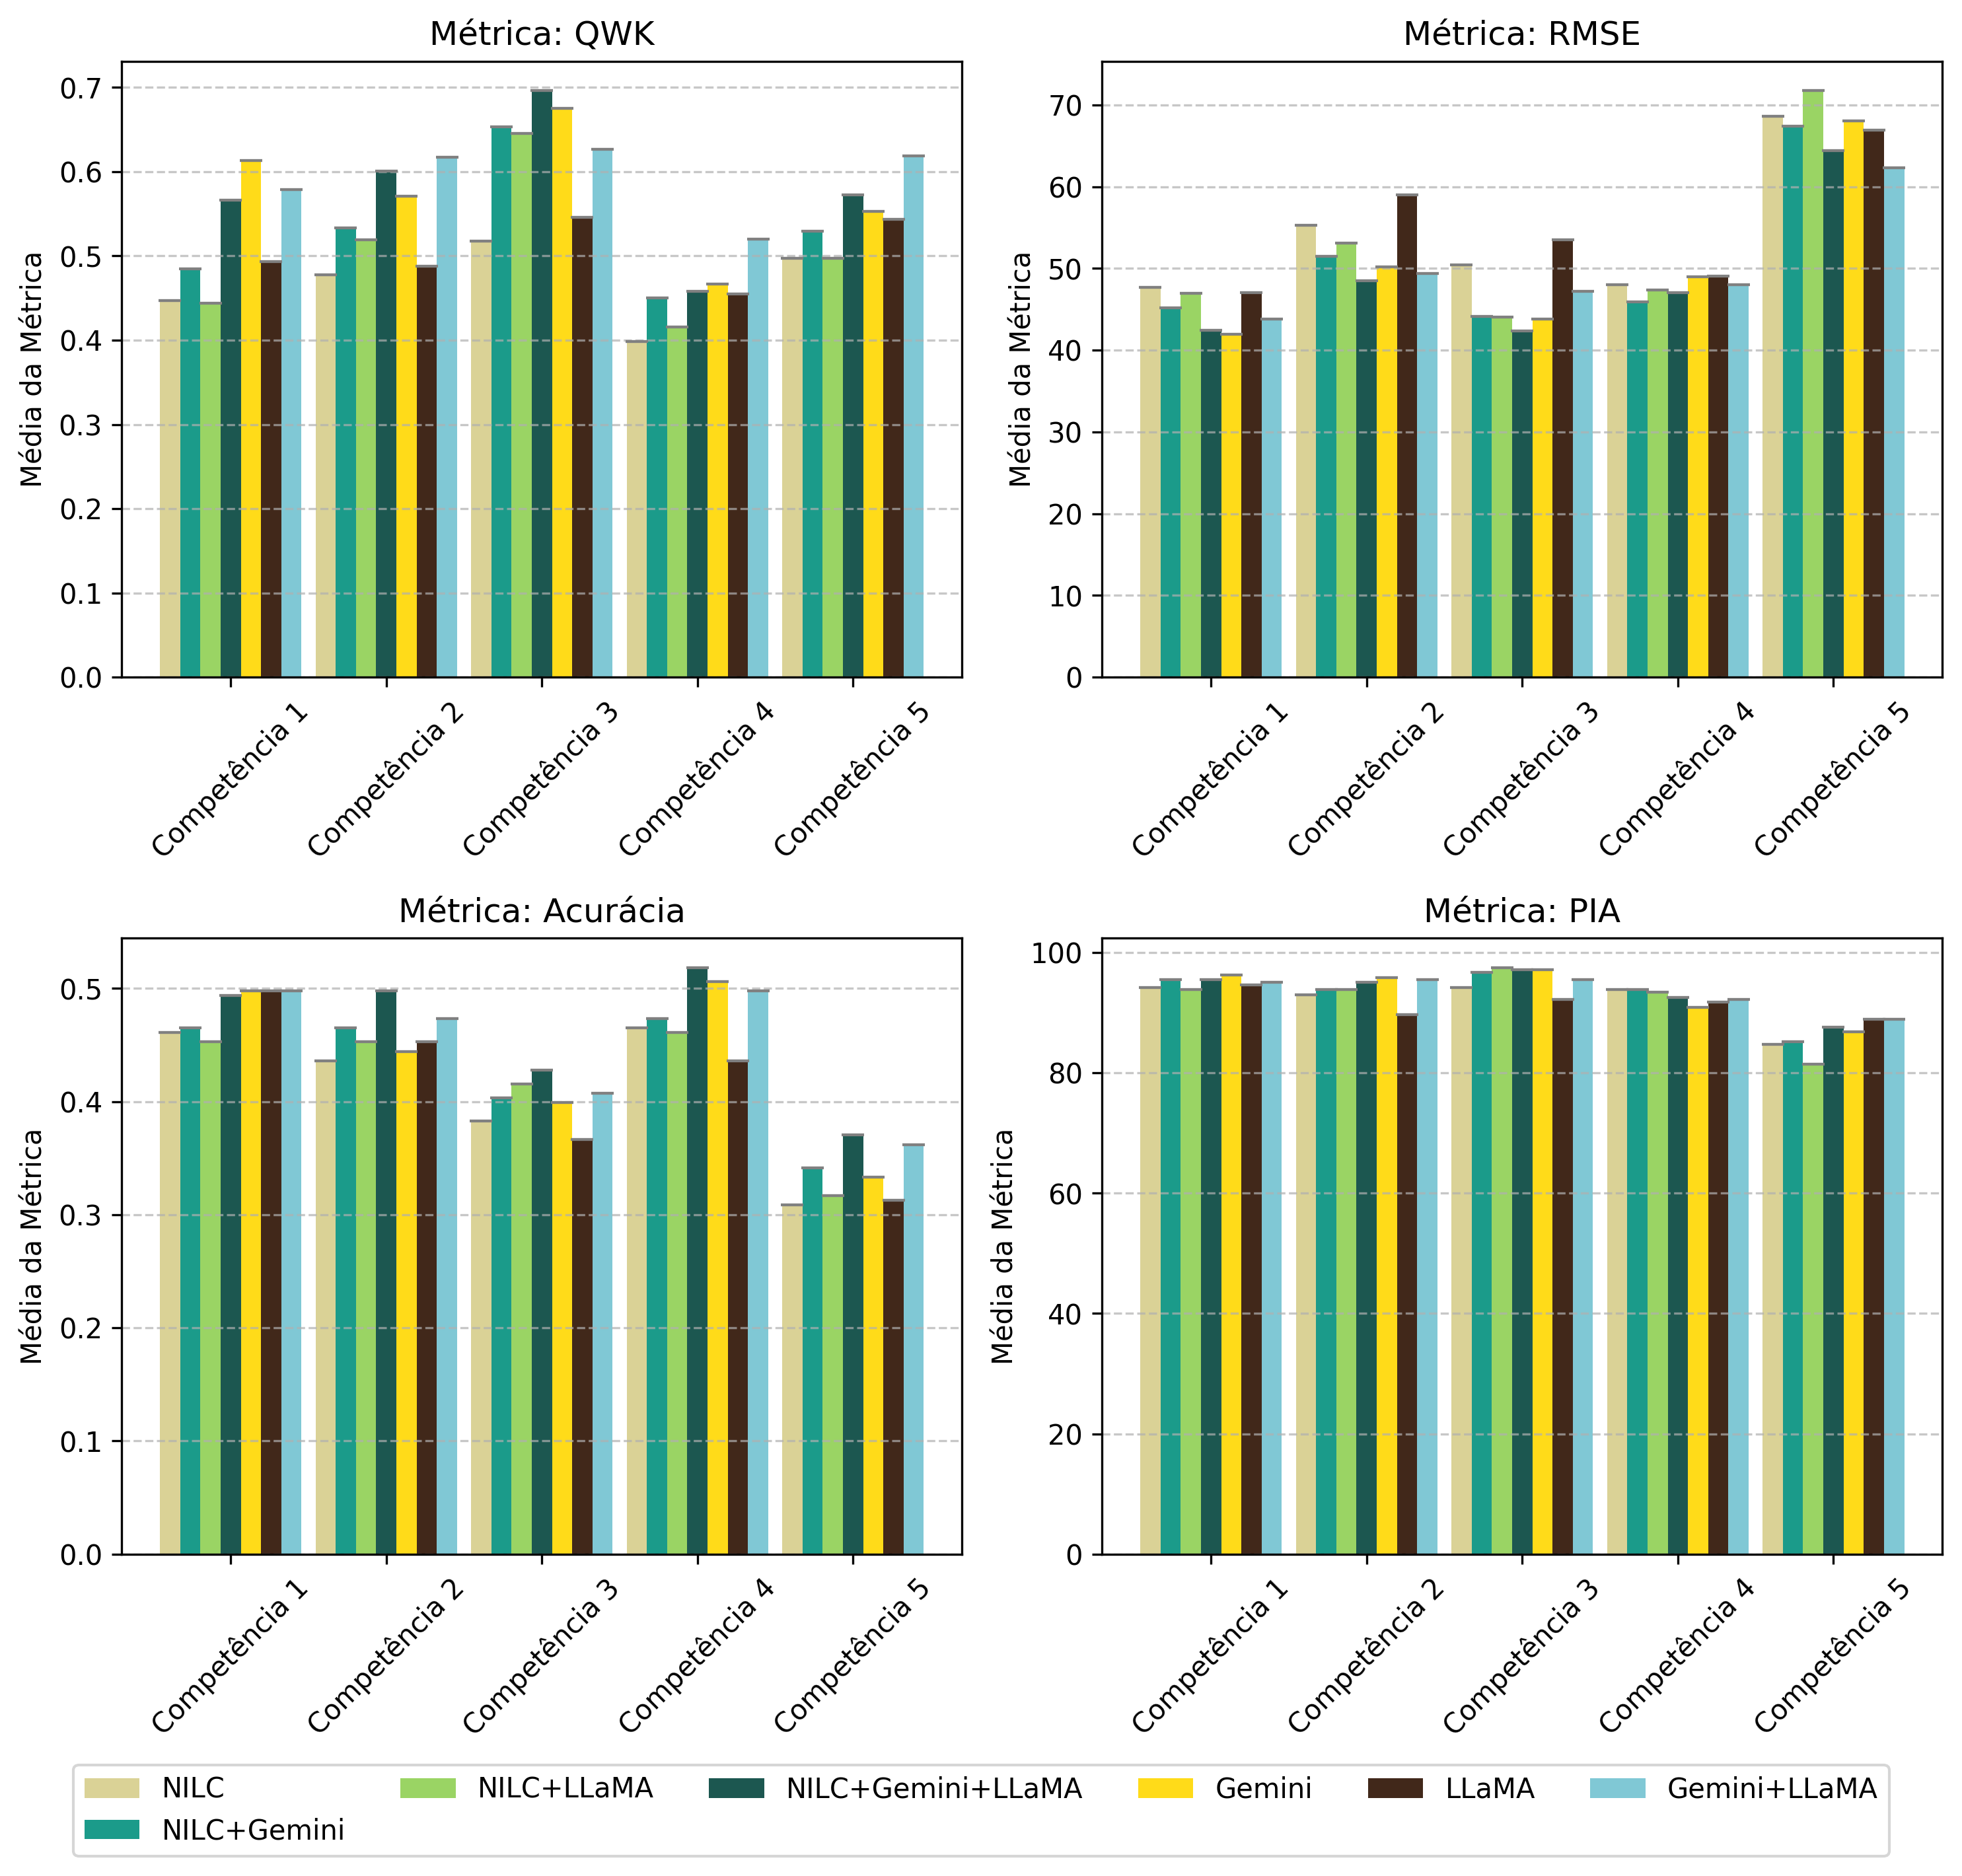 Métrica: QWK
Média da Métrica
0.7
0.6
0.5
0.4
0.3
0.2
0.1
0.0
Competência 1
Competência 2
Competência 3
Competência 4
Competência 5
Métrica: RMSE
Média da Métrica
70
60
50
40
30
20
10
0
Competência 1
Competência 2
Competência 3
Competência 4
Competência 5
Métrica: Acurácia
Média da Métrica
0.5
0.4
0.3
0.2
0.1
0.0
Competência 1
Competência 2
Competência 3
Competência 4
Competência 5
Métrica: PIA
Média da Métrica
100
80
60
40
20
0
Competência 1
Competência 2
Competência 3
Competência 4
Competência 5
NILC NILC+LLaMA NILC+Gemini+LLaMA Gemini LLaMA Gemini+LLaMA
NILC+Gemini